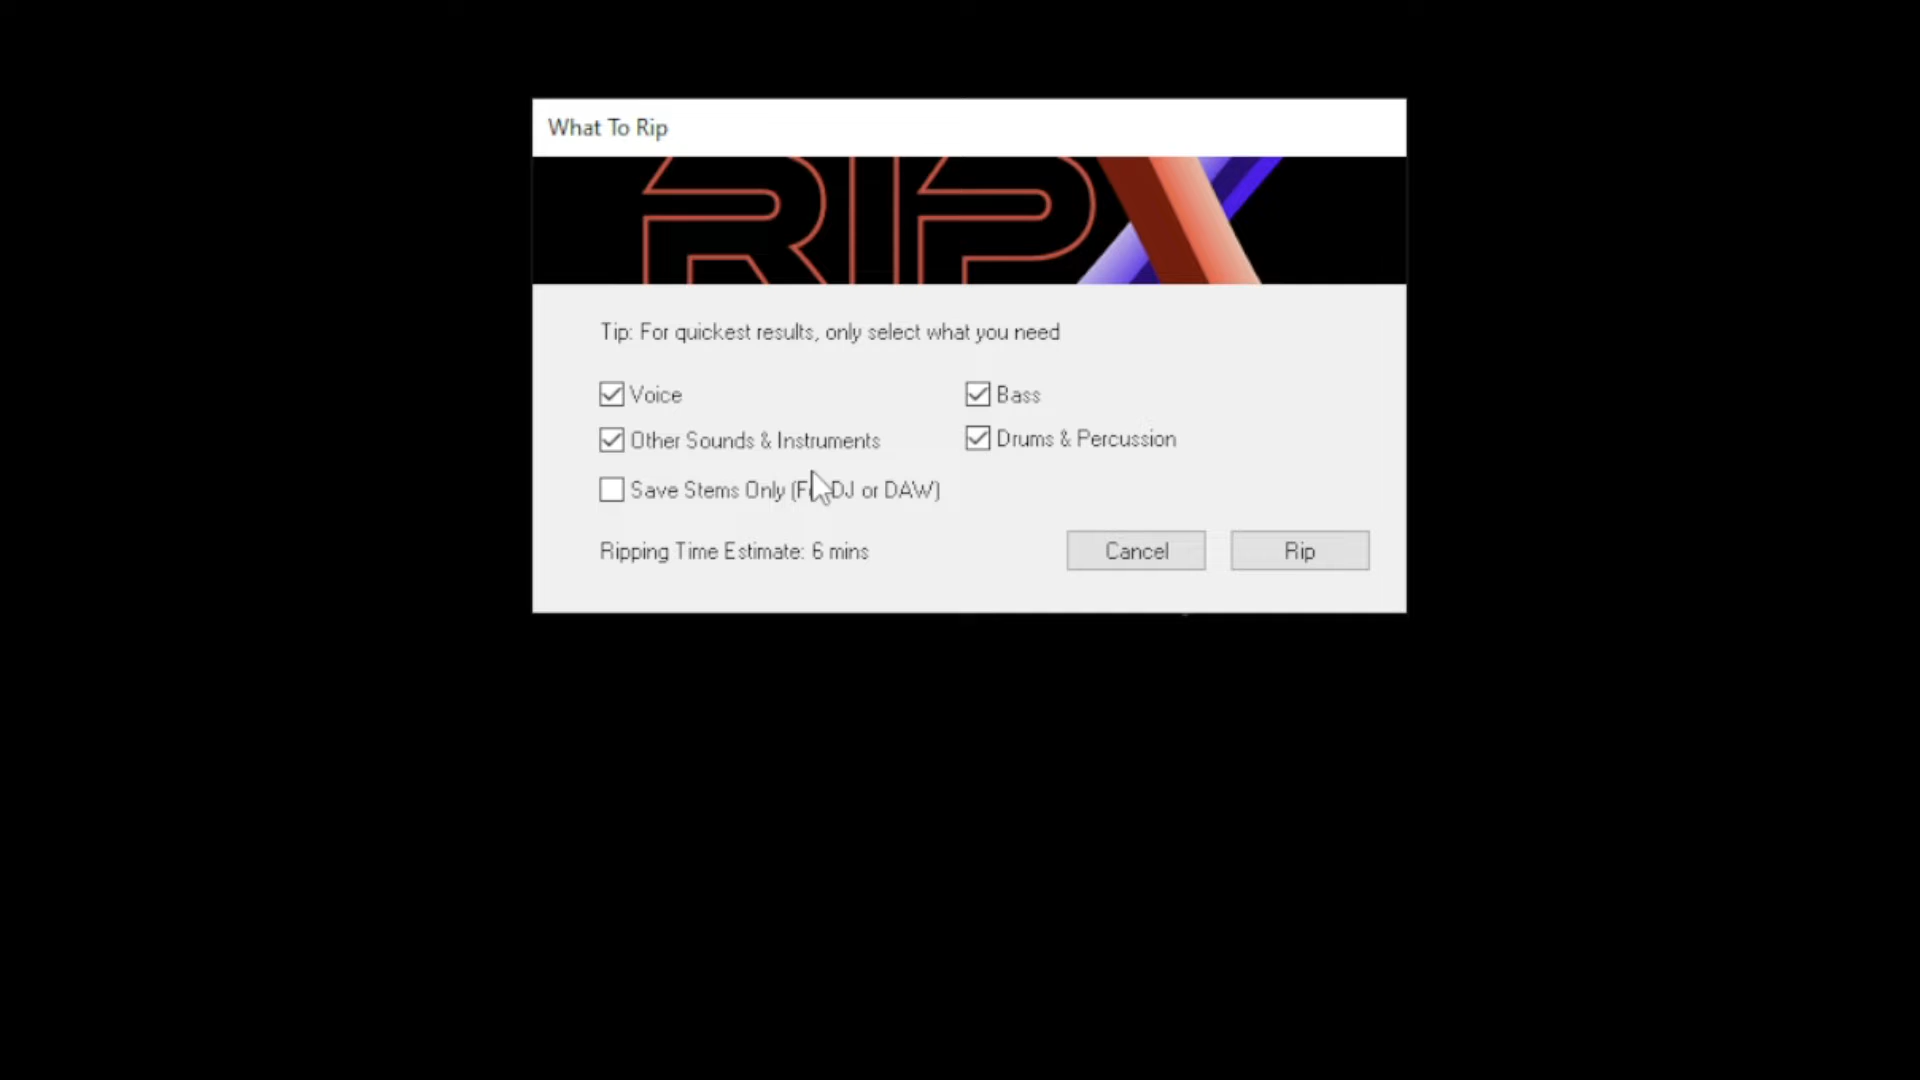 What To Rip
RIPX
Tip: For quickest results, only select what you need
Voice
Bass
Other Sounds & Instruments
Drums & Percussion
Save Stems Only (For DJ or DAW)
Ripping Time Estimate: 6 mins
Cancel
Rip